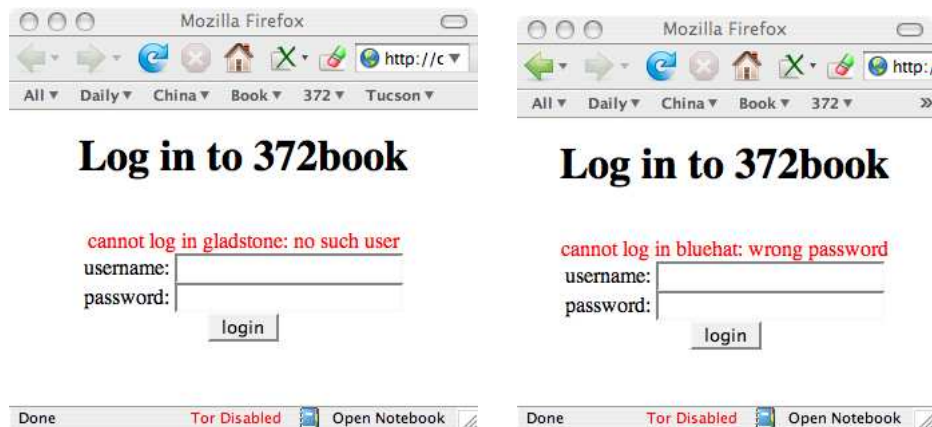 Mozilla Firefox
http://c
All Daily China Book 372 Tucson
Log in to 372book
cannot log in gladstone: no such user
username:
password:
login
Done Tor Disabled Open Notebook
Mozilla Firefox
http:
All Daily China Book 372 »
Log in to 372book
cannot log in bluehat: wrong password
username:
password:
login
Done Tor Disabled Open Notebook